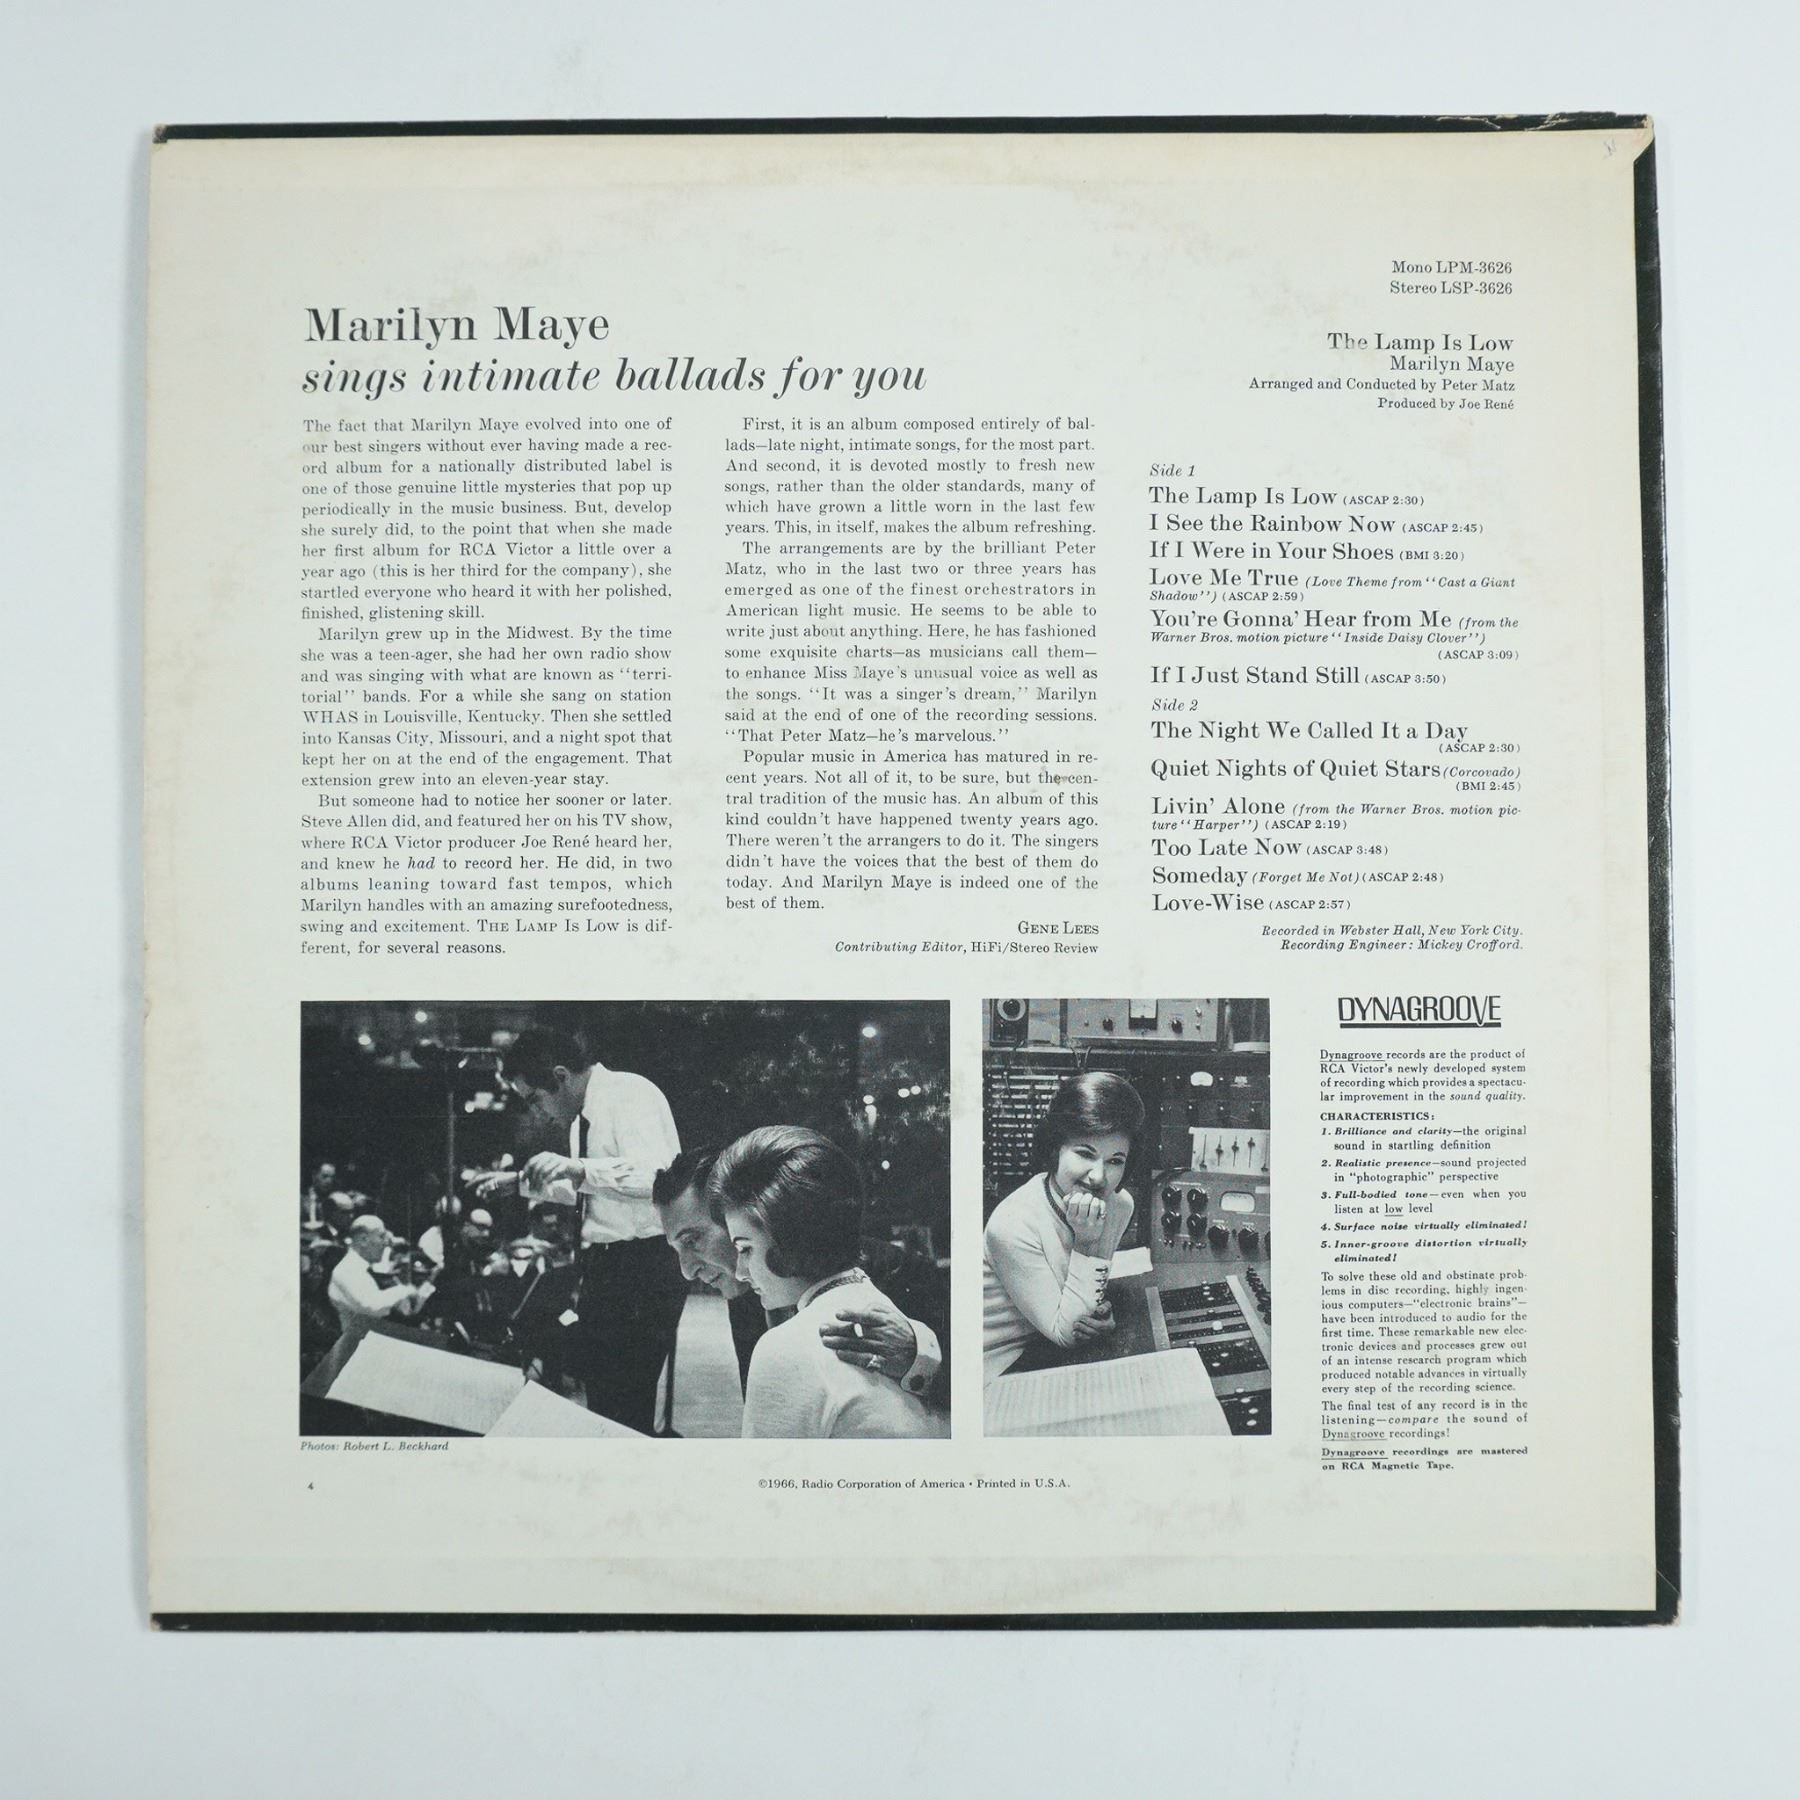 Mono LPM-3626
Stereo LSP-3626
Marilyn Maye
sings intimate ballads for you
The Lamp Is Low
Marilyn Maye
Arranged and Conducted by Peter Matz
Produced by Joe René
The fact that Marilyn Maye evolved into one of
our best singers without ever having made a rec-
ord album for a nationally distributed label is
one of those genuine little mysteries that pop up
periodically in the music business. But, develop
she surely did, to the point that when she made
her first album for RCA Victor a little over a
year ago (this is her third for the company), she
startled everyone who heard it with her polished,
finished, glistening skill.
Marilyn grew up in the Midwest. By the time
she was a teen-ager, she had her own radio show
and was singing with what are known as "terri-
torial" bands. For a while she sang on station
WHAS in Louisville, Kentucky. Then she settled
into Kansas City, Missouri, and a night spot that
kept her on at the end of the engagement. That
extension grew into an eleven-year stay.
But someone had to notice her sooner or later.
Steve Allen did, and featured her on his TV show,
where RCA Victor producer Joe René heard her,
and knew he had to record her. He did, in two
albums leaning toward fast tempos, which
Marilyn handles with an amazing surefootedness,
swing and excitement. THE LAMP IS LOW is dif-
ferent, for several reasons.
First, it is an album composed entirely of bal-
lads—late night, intimate songs, for the most part.
And second, it is devoted mostly to fresh new
songs, rather than the older standards, many of
which have grown a little worn in the last few
years. This, in itself, makes the album refreshing.
The arrangements are by the brilliant Peter
Matz, who in the last two or three years has
emerged as one of the finest orchestrators in
American light music. He seems to be able to
write just about anything. Here, he has fashioned
some exquisite charts—as musicians call them—
to enhance Miss Maye's unusual voice as well as
the songs. "It was a singer's dream," Marilyn
said at the end of one of the recording sessions.
"That Peter Matz—he's marvelous."
Popular music in America has matured in re-
cent years. Not all of it, to be sure, but the cen-
tral tradition of the music has. An album of this
kind couldn't have happened twenty years ago.
There weren't the arrangers to do it. The singers
didn't have the voices that the best of them do
today. And Marilyn Maye is indeed one of the
best of them.
GENE LEES
Contributing Editor, HiFi/Stereo Review
Side 1
The Lamp Is Low (ASCAP 2:30)
I See the Rainbow Now (ASCAP 2:45)
If I Were in Your Shoes (BMI 3:20)
Love Me True (Love Theme from "Cast a Giant
Shadow") (ASCAP 2:59)
You're Gonna' Hear from Me (from the
Warner Bros. motion picture "Inside Daisy Clover")
(ASCAP 3:09)
If I Just Stand Still (ASCAP 3:50)
Side 2
The Night We Called It a Day
(ASCAP 2:30)
Quiet Nights of Quiet Stars (Corcovado)
(BMI 2:45)
Livin' Alone (from the Warner Bros. motion pic-
ture "Harper") (ASCAP 2:19)
Too Late Now (ASCAP 3:48)
Someday (Forget Me Not) (ASCAP 2:48)
Love-Wise (ASCAP 2:57)
Recorded in Webster Hall, New York City.
Recording Engineer: Mickey Crofford.
DYNAGROOVE
Dynagroove records are the product of
RCA Victor's newly developed system
of recording which provides a spectacu-
lar improvement in the sound quality.
CHARACTERISTICS:
1. Brilliance and clarity—the original
sound in startling definition
2. Realistic presence—sound projected
in "photographic" perspective
3. Full-bodied tone—even when you
listen at low level
4. Surface noise virtually eliminated!
5. Inner-groove distortion virtually
eliminated!
To solve these old and obstinate prob-
lems in disc recording, highly ingen-
ious computers—"electronic brains"—
have been introduced to audio for the
first time. These remarkable new elec-
tronic devices and processes grew out
of an intense research program which
produced notable advances in virtually
every step of the recording science.
The final test of any record is in the
listening—compare the sound of
Dynagroove recordings!
Dynagroove recordings are mastered
on RCA Magnetic Tape.
Photos: Robert L. Beckhard
4
©1966, Radio Corporation of America • Printed in U.S.A.